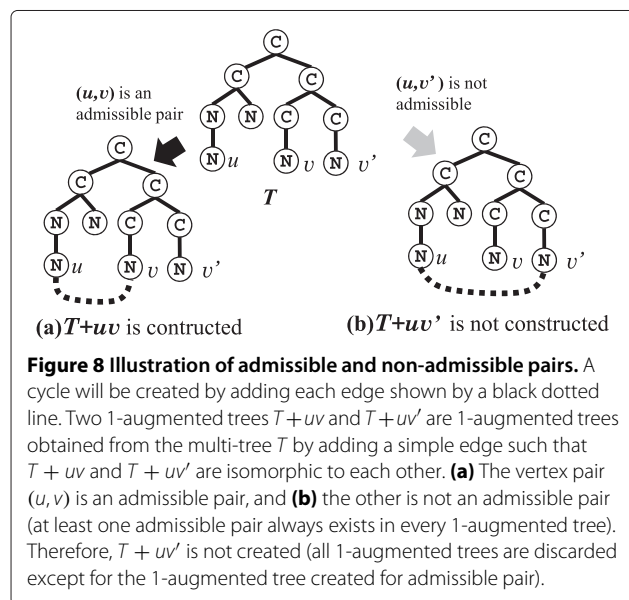 C
C C
(u,v) is an
admissible pair
(u,v’) is not
admissible
N N C C
N u N v N v’
T
C
C C
N N C C
N u N v N v’
C
C C
N N C C
N u N v N v’
(a)T+uv is contructed
(b)T+uv’ is not constructed
Figure 8 Illustration of admissible and non-admissible pairs. A
cycle will be created by adding each edge shown by a black dotted
line. Two 1-augmented trees T+uv and T+uv′ are 1-augmented trees
obtained from the multi-tree T by adding a simple edge such that
T + uv and T + uv′ are isomorphic to each other. (a) The vertex pair
(u, v) is an admissible pair, and (b) the other is not an admissible pair
(at least one admissible pair always exists in every 1-augmented tree).
Therefore, T + uv′ is not created (all 1-augmented trees are discarded
except for the 1-augmented tree created for admissible pair).